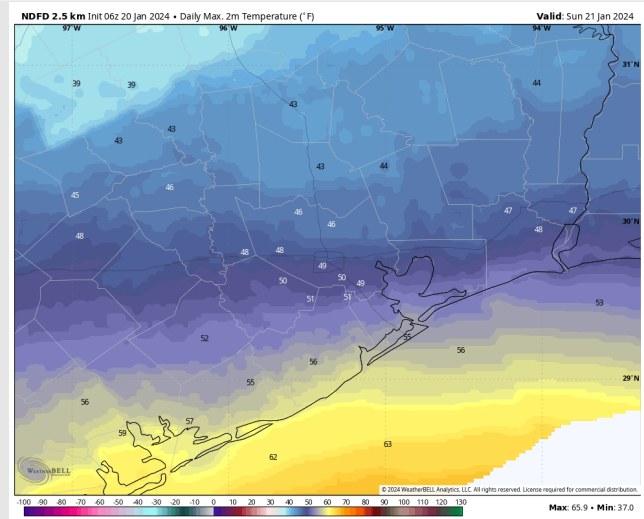 NDFD 2.5 km Init 06z 20 Jan 2024 • Daily Max. 2m Temperature (°F)
Valid: Sun 21 Jan 2024
97°W 96°W 95°W 94°W
31°N
39 39 44
43
43 43
43 44
45 46
46 47 47
30°N
48 46 48
48 48
49
50 50 49
51 51
53
52 55
56 56
29°N
55
56
57
59
63
62
WEATHERBELL
© 2024 WeatherBELL Analytics, LLC. All rights reserved. License required for commercial distribution.
-100 -90 -80 -70 -60 -50 -40 -30 -20 -10 0 10 20 30 40 50 60 70 80 90 100 110 120 130
Max: 65.9 • Min: 37.0